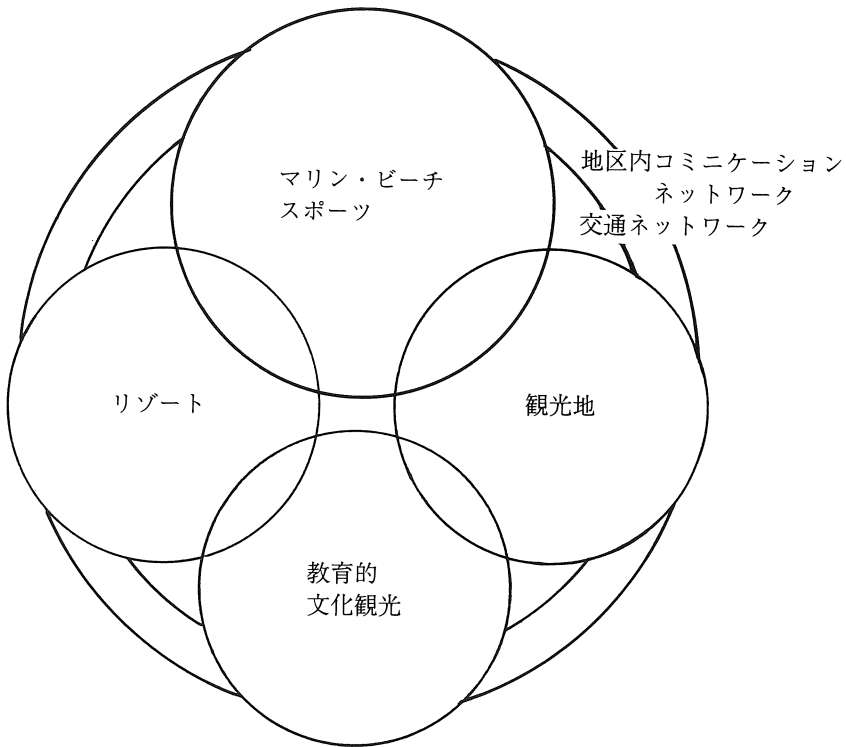 マリン・ビーチ
スポーツ
地区内コミニケーション
ネットワーク
交通ネットワーク
リゾート
観光地
教育的
文化観光